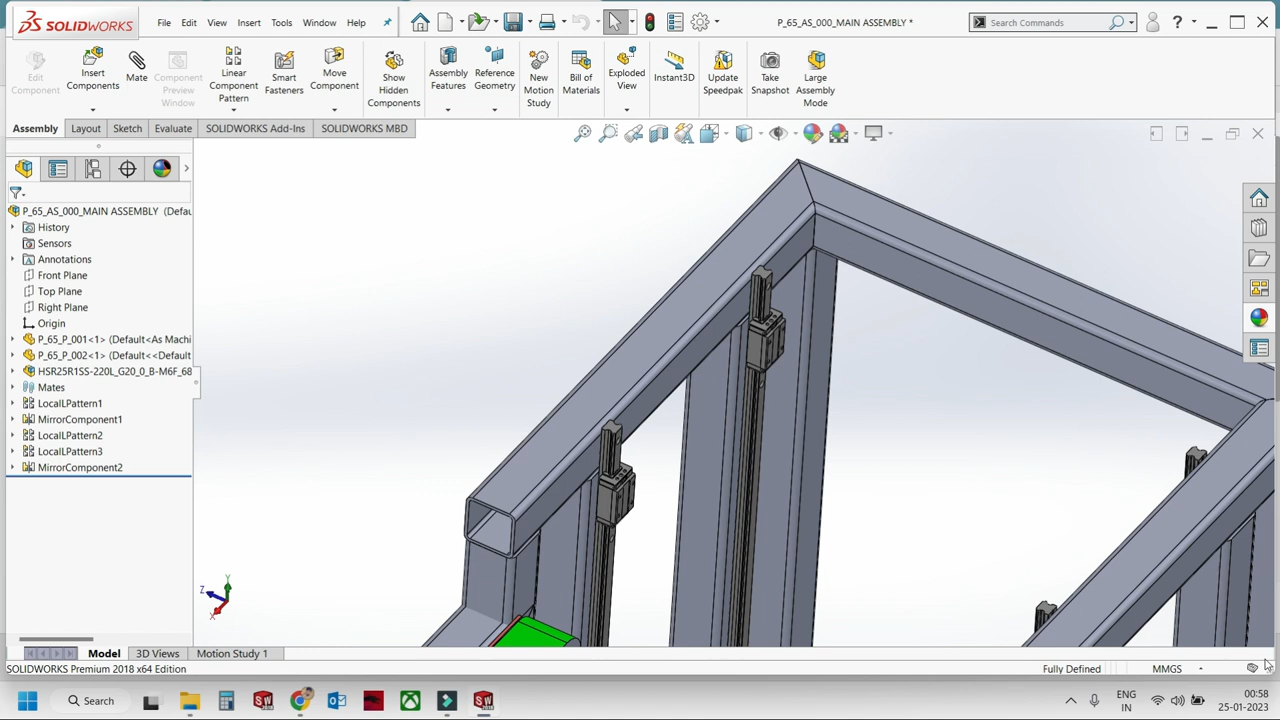 SOLIDWORKS File Edit View Insert Tools Window Help P_65_AS_000_MAIN ASSEMBLY * Search Commands ?
Edit Component
Insert Components
Mate
Component Preview Window
Linear Component Pattern
Smart Fasteners
Move Component
Show Hidden Components
Assembly Features
Reference Geometry
New Motion Study
Bill of Materials
Exploded View
Instant3D
Update Speedpak
Take Snapshot
Large Assembly Mode
Assembly Layout Sketch Evaluate SOLIDWORKS Add-Ins SOLIDWORKS MBD
P_65_AS_000_MAIN ASSEMBLY (Defau
History
Sensors
Annotations
Front Plane
Top Plane
Right Plane
Origin
P_65_P_001<1> (Default<As Machi
P_65_P_002<1> (Default<<Default
HSR25R1SS-220L_G20_0_B-M6F_68
Mates
LocalLPattern1
MirrorComponent1
LocalLPattern2
LocalLPattern3
MirrorComponent2
Y
Z
X
Model 3D Views Motion Study 1
SOLIDWORKS Premium 2018 x64 Edition Fully Defined MMGS
Search ENG IN 00:58 25-01-2023